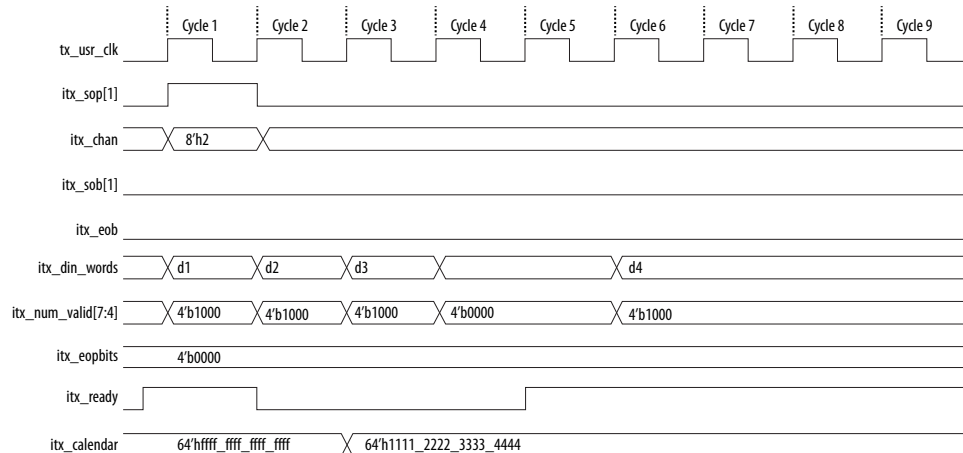 Cycle 1 Cycle 2 Cycle 3 Cycle 4 Cycle 5 Cycle 6 Cycle 7 Cycle 8 Cycle 9
tx_usr_clk
itx_sop[1]
itx_chan 8'h2
itx_sob[1]
itx_eob
itx_din_words d1 d2 d3 d4
itx_num_valid[7:4] 4'b1000 4'b1000 4'b1000 4'b0000 4'b1000
itx_eopbits 4'b0000
itx_ready
itx_calendar 64'hffff_ffff_ffff_ffff 64'h1111_2222_3333_4444